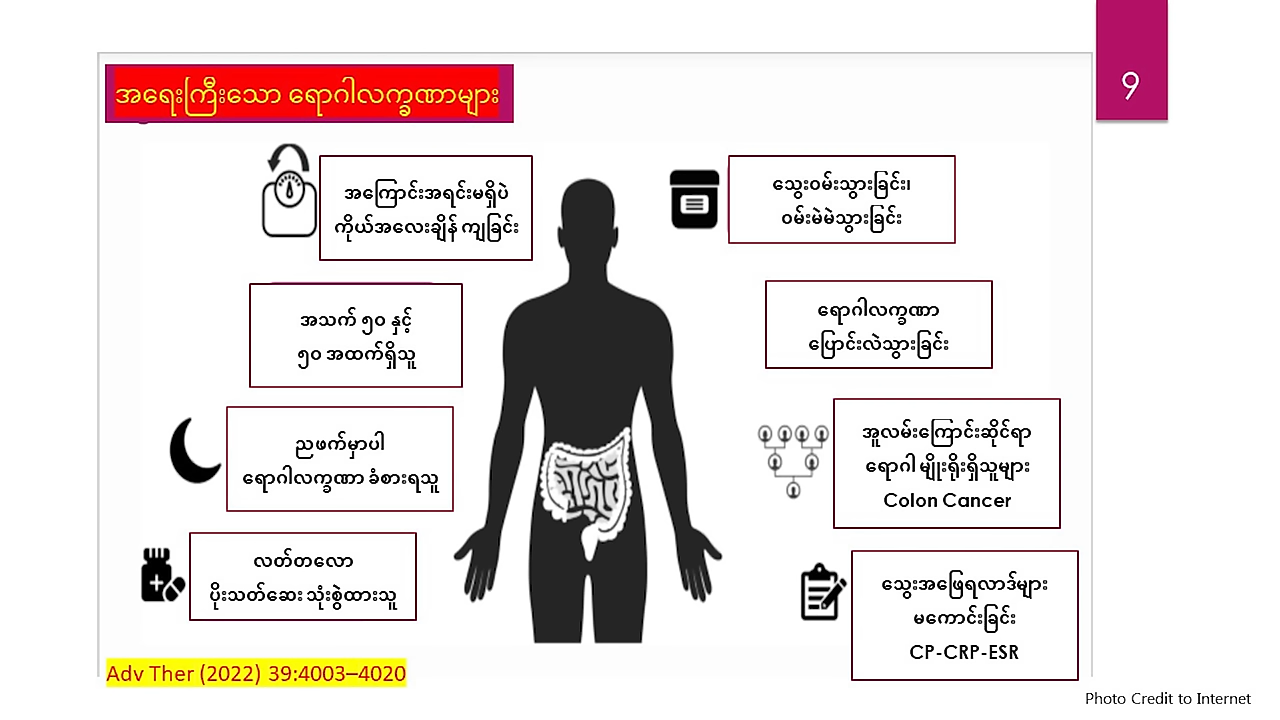 9
အရေးကြီးသော ရောဂါလက္ခဏာများ
အကြောင်းအရင်းမရှိပဲ
ကိုယ်အလေးချိန် ကျခြင်း
သွေးဝမ်းသွားခြင်း၊
ဝမ်းမဲမဲသွားခြင်း
အသက် ၅၀ နှင့်
၅၀ အထက်ရှိသူ
ရောဂါလက္ခဏာ
ပြောင်းလဲသွားခြင်း
ညဖက်မှာပါ
ရောဂါလက္ခဏာ ခံစားရသူ
အူလမ်းကြောင်းဆိုင်ရာ
ရောဂါ မျိုးရိုးရှိသူများ
Colon Cancer
လတ်တလော
ပိုးသတ်ဆေး သုံးစွဲထားသူ
သွေးအဖြေရလာဒ်များ
မကောင်းခြင်း
CP-CRP-ESR
Adv Ther (2022) 39:4003–4020
Photo Credit to Internet